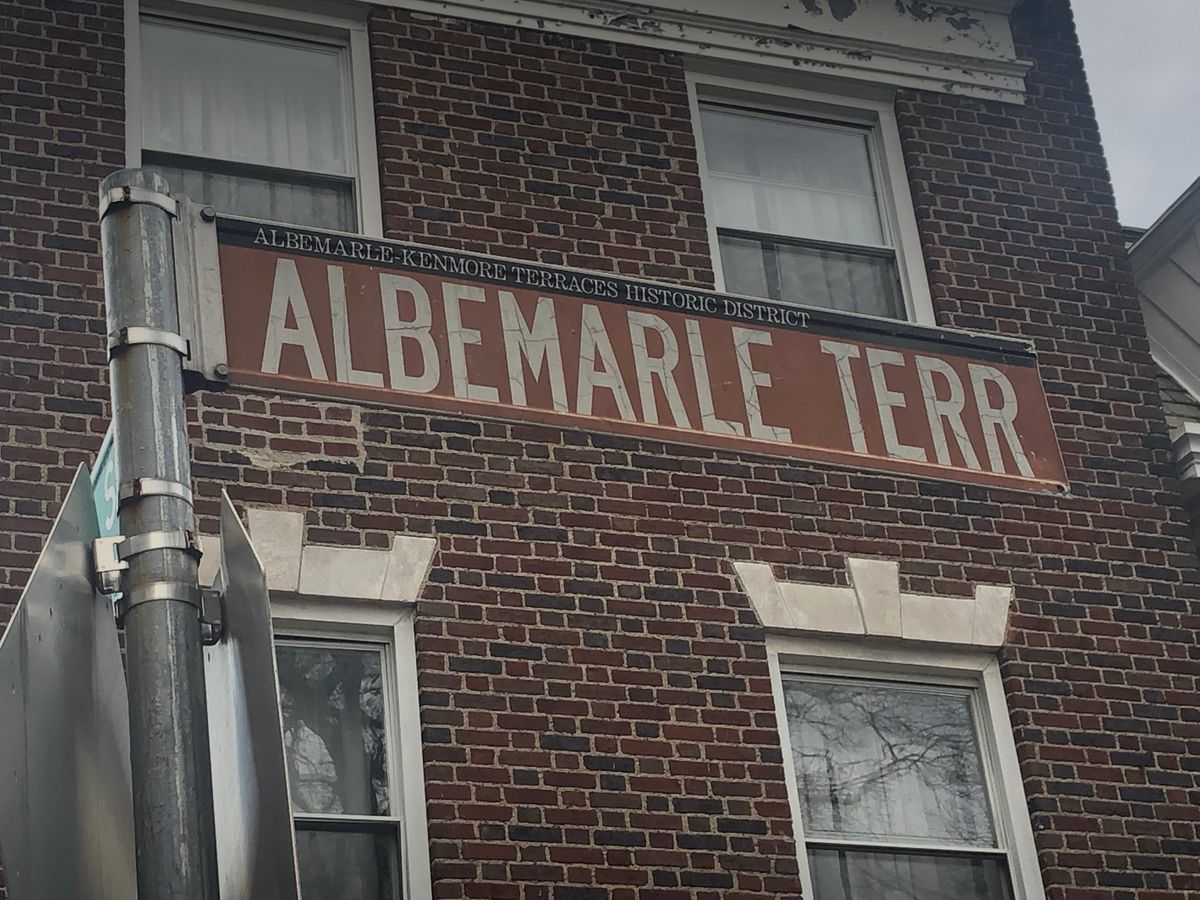 ALBEMARLE-KENMORE TERRACES HISTORIC DISTRICT
ALBEMARLE TERR
S